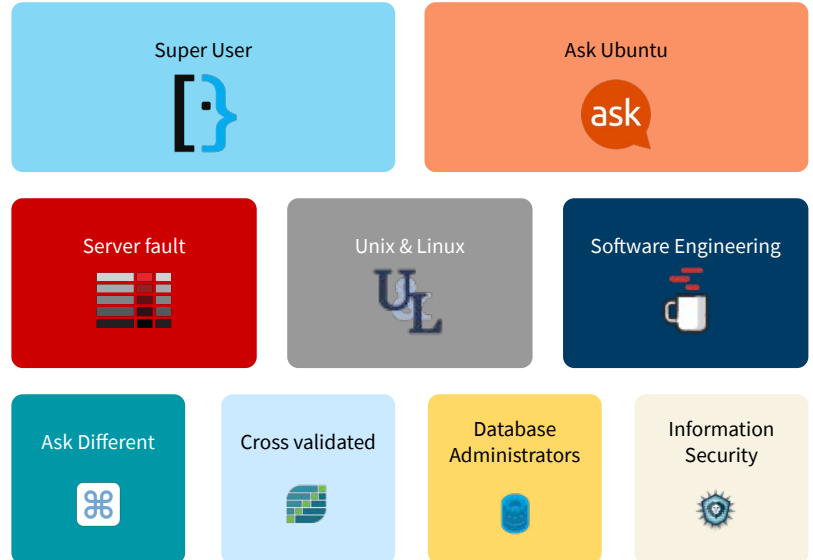 Super User
Ask Ubuntu
ask
Server fault
Unix & Linux
Software Engineering
U&L
Ask Different
Cross validated
Database
Administrators
Information
Security